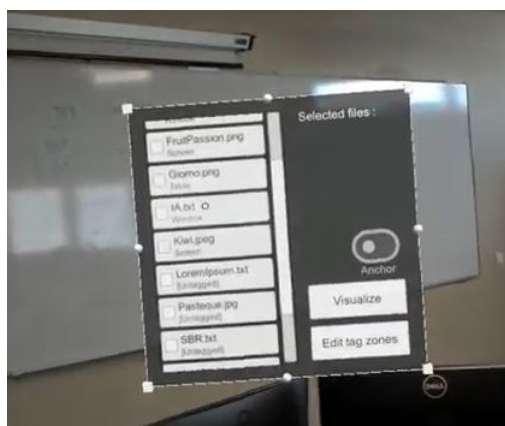 Window
FruitPassion.png
Screen
Giorno.png
Table
IA.txt
Window
Kiwi.jpeg
Screen
LoremIpsum.txt
[Untagged]
Pasteque.jpg
[Untagged]
SBR.txt
[Untagged]
Selected files :
Anchor
Visualize
Edit tag zones
DELL